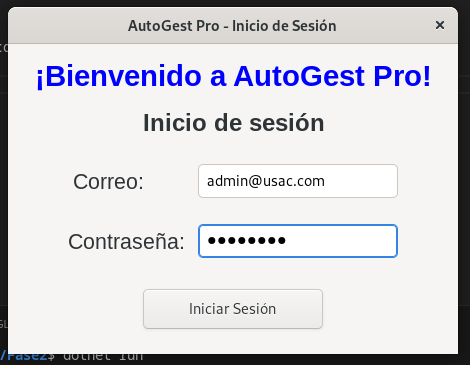 AutoGest Pro - Inicio de Sesión ×
¡Bienvenido a AutoGest Pro!
Inicio de sesión
Correo: admin@usac.com
Contraseña: ●●●●●●●●
Iniciar Sesión
/Fase2$ dotnet run